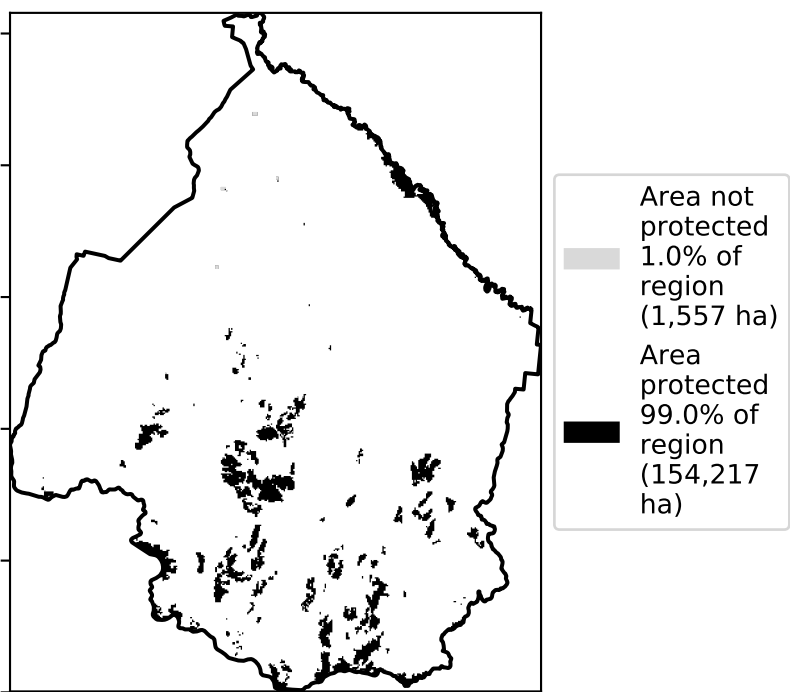 Area not
protected
1.0% of
region
(1,557 ha)
Area
protected
99.0% of
region
(154,217
ha)